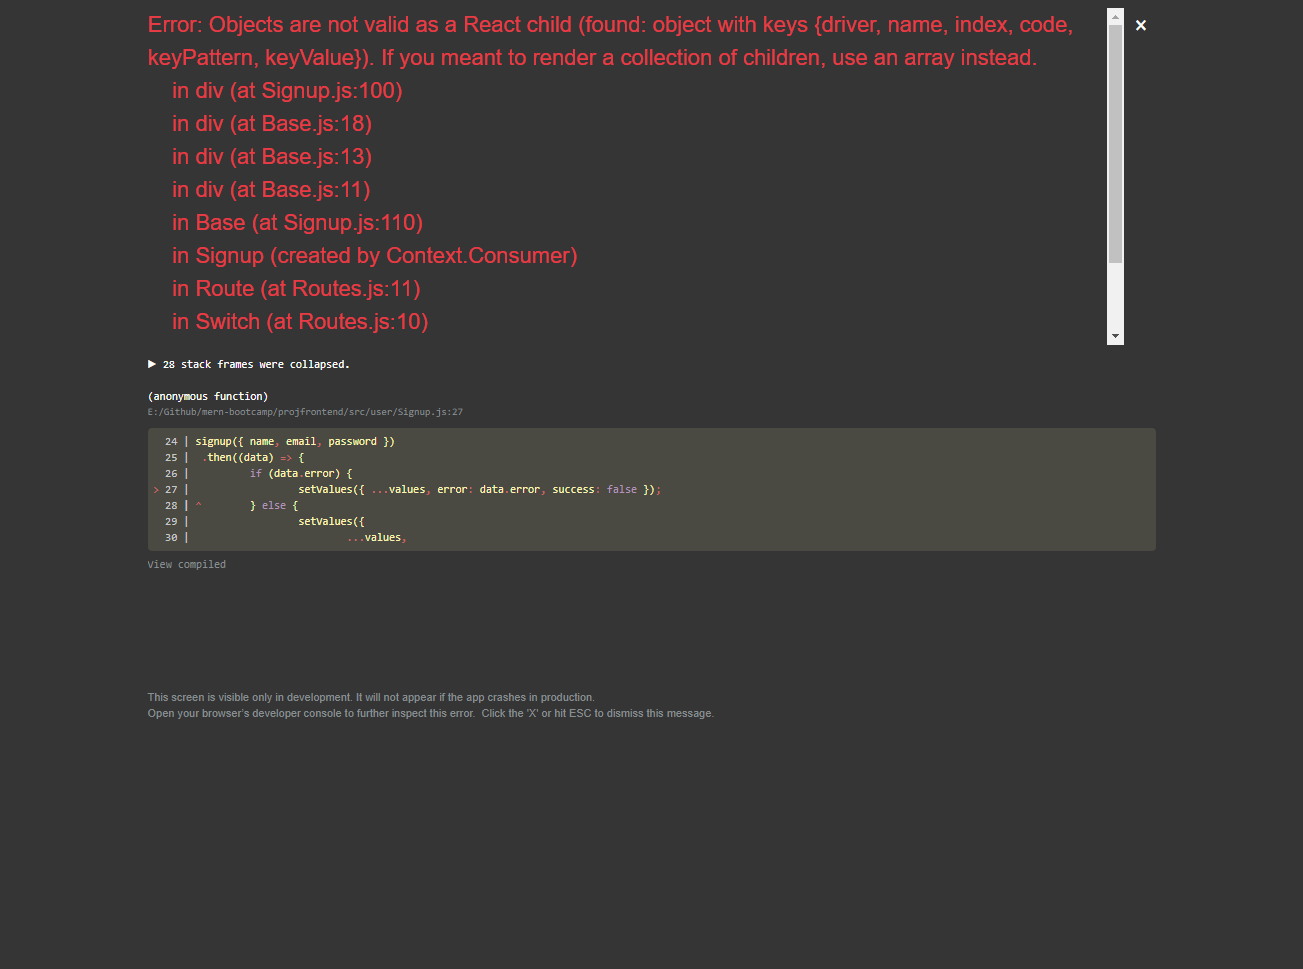 Error: Objects are not valid as a React child (found: object with keys {driver, name, index, code,
keyPattern, keyValue}). If you meant to render a collection of children, use an array instead.
in div (at Signup.js:100)
in div (at Base.js:18)
in div (at Base.js:13)
in div (at Base.js:11)
in Base (at Signup.js:110)
in Signup (created by Context.Consumer)
in Route (at Routes.js:11)
in Switch (at Routes.js:10)
▶ 28 stack frames were collapsed.
(anonymous function)
E:/Github/mern-bootcamp/projfrontend/src/user/Signup.js:27
24 | signup({ name, email, password })
25 |  .then((data) => {
26 |          if (data.error) {
> 27 |                  setValues({ ...values, error: data.error, success: false });
28 | ^        } else {
29 |                  setValues({
30 |                          ...values,
View compiled
This screen is visible only in development. It will not appear if the app crashes in production.
Open your browser's developer console to further inspect this error.  Click the 'X' or hit ESC to dismiss this message.